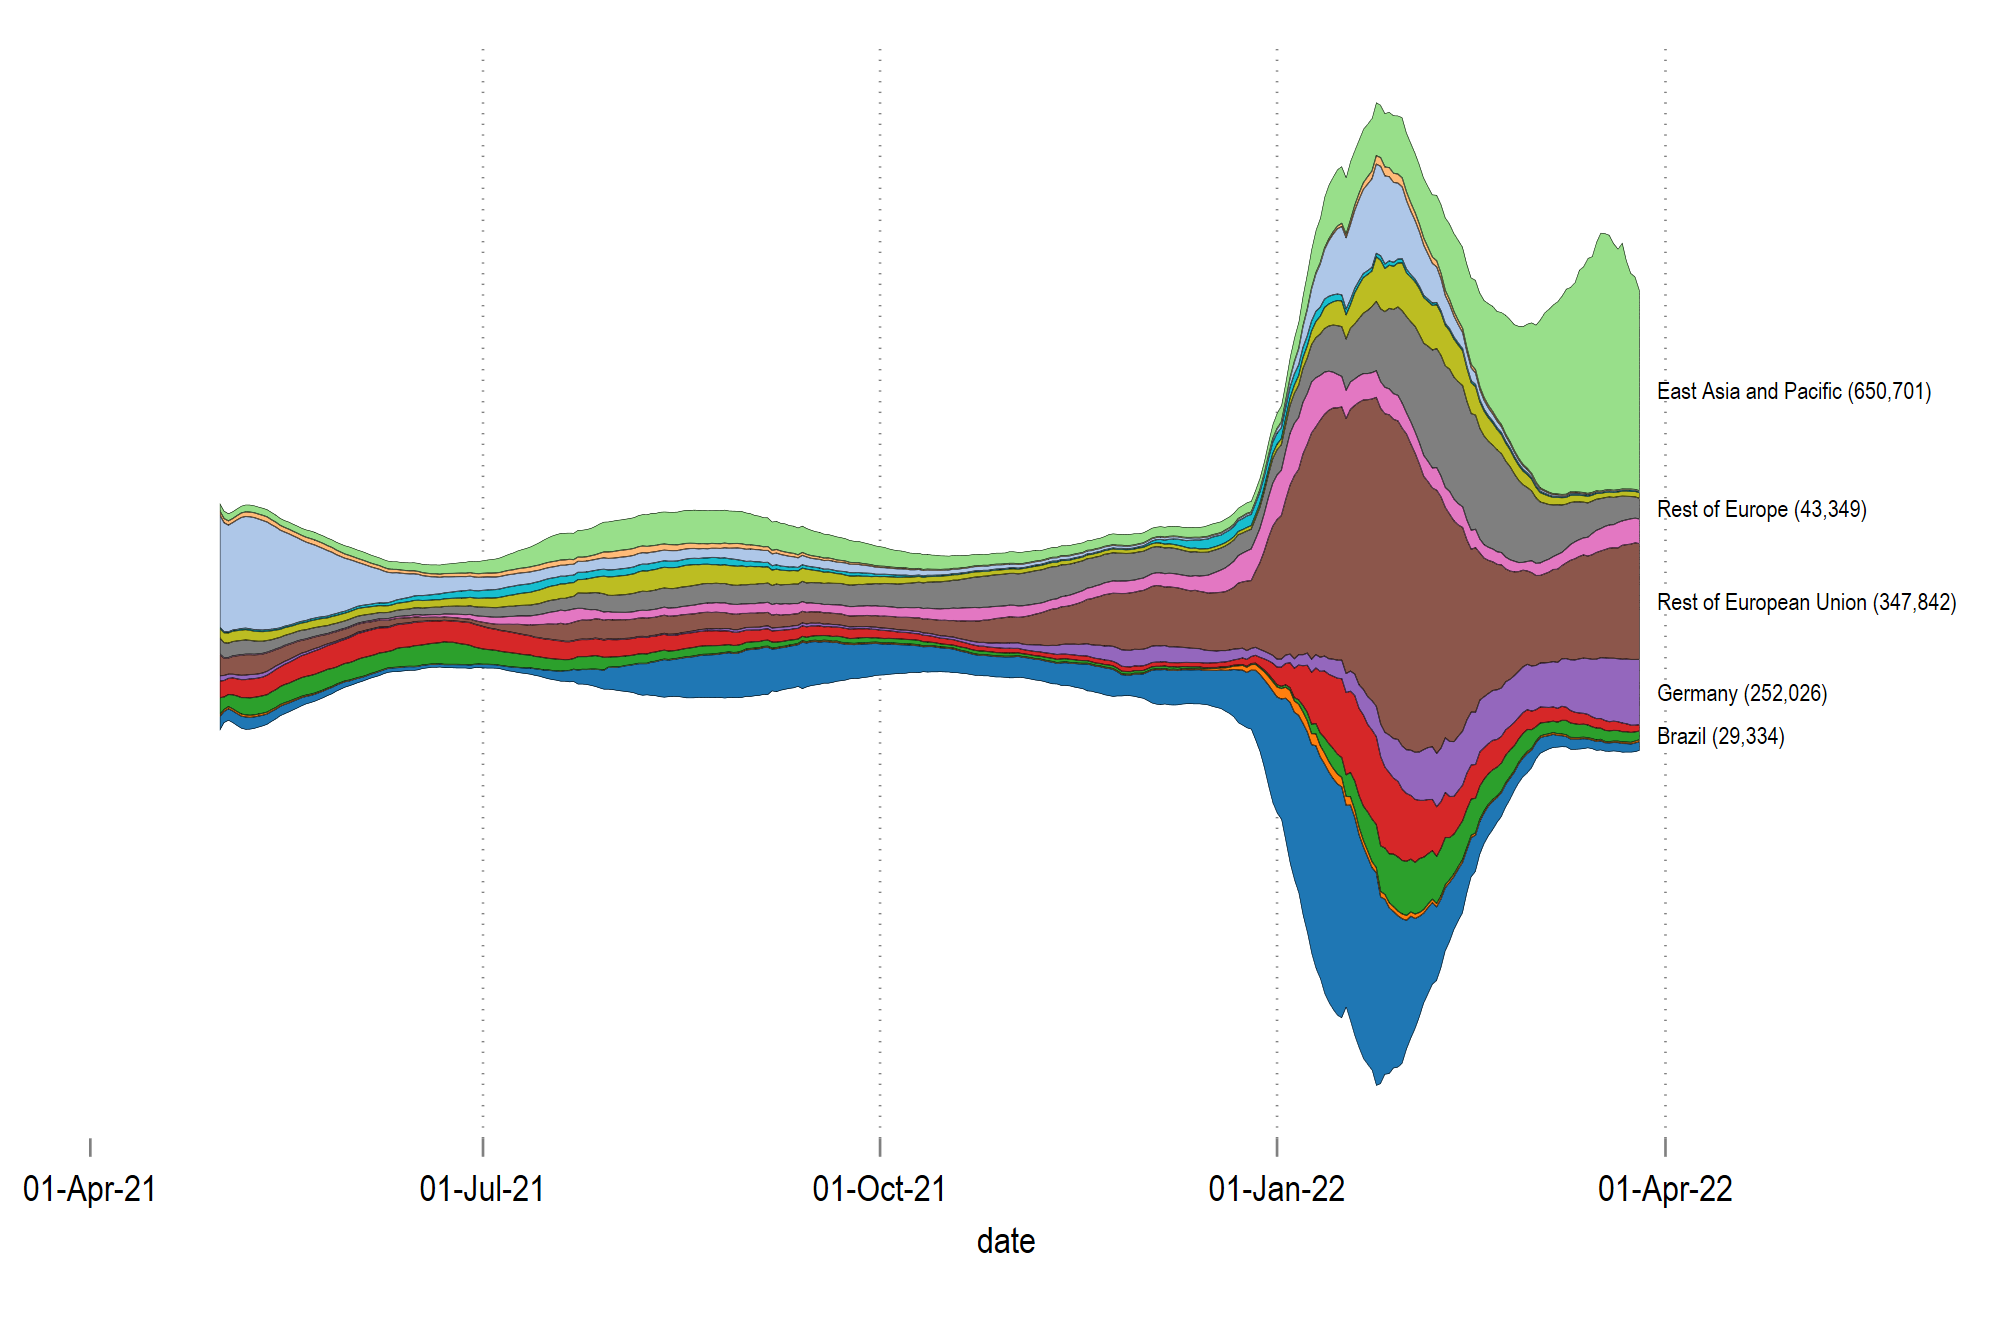 East Asia and Pacific (650,701)
Rest of Europe (43,349)
Rest of European Union (347,842)
Germany (252,026)
Brazil (29,334)
01-Apr-21 01-Jul-21 01-Oct-21 01-Jan-22 01-Apr-22
date